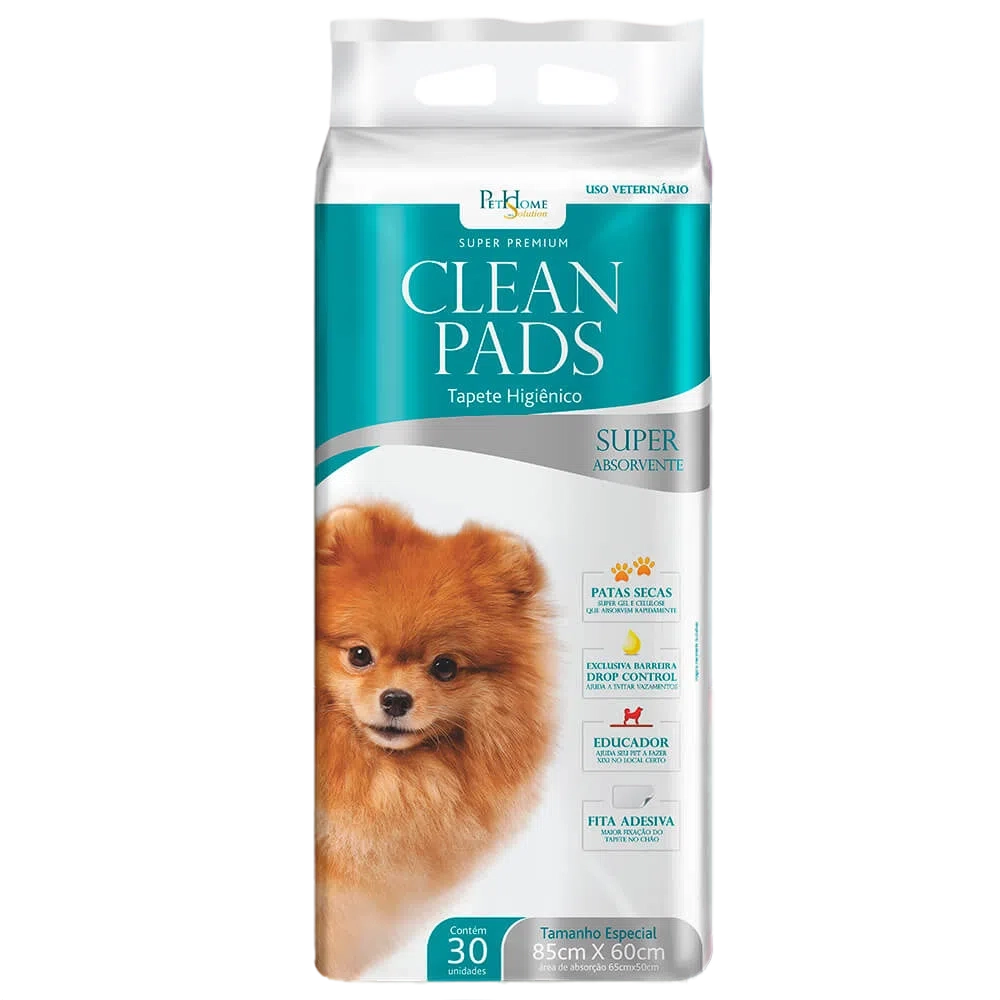 USO VETERINÁRIO
PETHOME
Solution
SUPER PREMIUM
CLEAN
PADS
Tapete Higiênico
SUPER
ABSORVENTE
PATAS SECAS
SUPER GEL E CELULOSE
QUE ABSORVEM RAPIDAMENTE
EXCLUSIVA BARREIRA
DROP CONTROL
AJUDA A EVITAR VAZAMENTOS
EDUCADOR
AJUDA SEU PET A FAZER
XIXI NO LOCAL CERTO
FITA ADESIVA
MAIOR FIXAÇÃO DO
TAPETE NO CHÃO
Contém
30
unidades
Tamanho Especial
85cm X 60cm
área de absorção 65cmx50cm